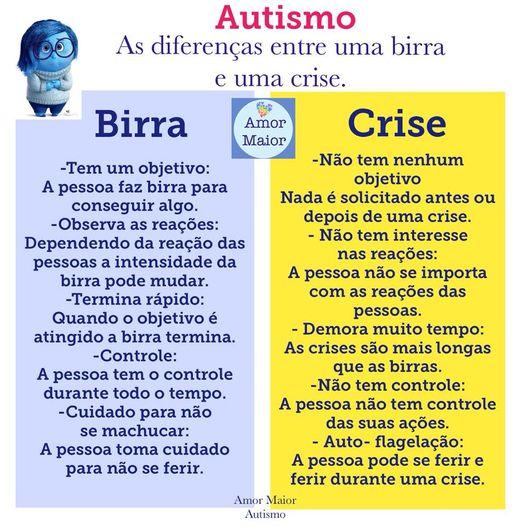 Autismo
As diferenças entre uma birra
e uma crise.
Amor
Maior
Birra
-Tem um objetivo:
A pessoa faz birra para
conseguir algo.
-Observa as reações:
Dependendo da reação das
pessoas a intensidade da
birra pode mudar.
-Termina rápido:
Quando o objetivo é
atingido a birra termina.
-Controle:
A pessoa tem o controle
durante todo o tempo.
-Cuidado para não
se machucar:
A pessoa toma cuidado
para não se ferir.
Crise
-Não tem nenhum
objetivo
Nada é solicitado antes ou
depois de uma crise.
- Não tem interesse
nas reações:
A pessoa não se importa
com as reações das
pessoas.
- Demora muito tempo:
As crises são mais longas
que as birras.
-Não tem controle:
A pessoa não tem controle
das suas ações.
- Auto- flagelação:
A pessoa pode se ferir e
ferir durante uma crise.
Amor Maior
Autismo